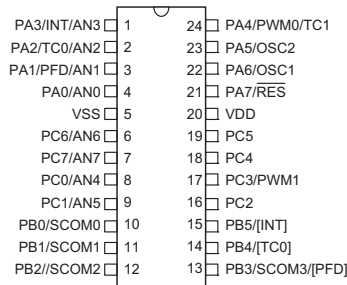 PA3/INT/AN3 1 24 PA4/PWM0/TC1
PA2/TC0/AN2 2 23 PA5/OSC2
PA1/PFD/AN1 3 22 PA6/OSC1
PA0/AN0 4 21 PA7/RES
VSS 5 20 VDD
PC6/AN6 6 19 PC5
PC7/AN7 7 18 PC4
PC0/AN4 8 17 PC3/PWM1
PC1/AN5 9 16 PC2
PB0/SCOM0 10 15 PB5/[INT]
PB1/SCOM1 11 14 PB4/[TC0]
PB2//SCOM2 12 13 PB3/SCOM3/[PFD]